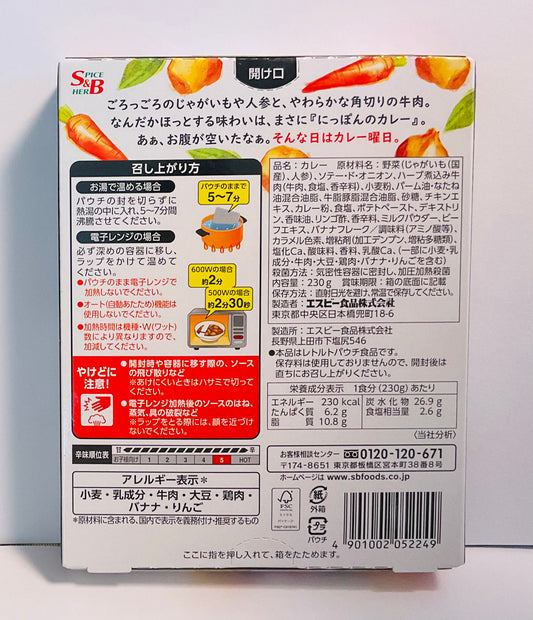 開け口
SPICE
S&B
HERB
ごろっごろのじゃがいもや人参と、やわらかな角切りの牛肉。
なんだかほっとする味わいは、まさに『にっぽんのカレー』。
あぁ、お腹が空いたなぁ。そんな日はカレー曜日。
召し上がり方
お湯で温める場合
パウチの封を切らずに
熱湯の中に入れ、5~7分間
沸騰させてください。
パウチのままで
5~7分
電子レンジの場合
必ず深めの容器に移し、
ラップをかけて温めて
ください。
●パウチのまま電子レンジで
加熱しないでください。
●オート(自動あたため)機能は
使用しないでください。
●加熱時間は機種・W(ワット)
数により異なりますので、
加減してください。
600Wの場合
約2分
500Wの場合
約2分30秒
やけどに
注意!
●開封時や容器に移す際の、ソース
の飛び散りなど
※あけにくいときはハサミで切って
ください。
●電子レンジ加熱後のソースのはね、
蒸気、具の破裂など
※ラップをとる際には、顔を近づけ
ないでください。
辛味順位表
甘
辛
お子様向け 1 2 3 4 5 HOT
アレルギー表示*
小麦・乳成分・牛肉・大豆・鶏肉・
バナナ・りんご
*原材料に含まれる、国内で表示を義務付け・推奨するもの
品名:カレー 原材料名:野菜(じゃがいも(国
産)、人参)、ソテー・ド・オニオン、ハーブ煮込み牛
肉(牛肉、食塩、香辛料)、小麦粉、パーム油・なたね
油混合油脂、牛脂豚脂混合油脂、砂糖、チキンエ
キス、カレー粉、食塩、ポテトペースト、デキストリ
ン、香味油、リンゴ酢、香辛料、ミルクパウダー、ビー
フエキス、バナナフレーク/調味料(アミノ酸等)、
カラメル色素、増粘剤(加工デンプン、増粘多糖類)、
塩化Ca、酸味料、香料、乳酸Ca、(一部に小麦・乳
成分・牛肉・大豆・鶏肉・バナナ・りんごを含む)
殺菌方法:気密性容器に密封し、加圧加熱殺菌
内容量:230g 賞味期限:箱の底面に記載
保存方法:直射日光を避け、常温で保存してください。
製造者:エスビー食品株式会社
東京都中央区日本橋兜町18-6
製造所:エスビー食品株式会社
長野県上田市下塩尻546
●本品はレトルトパウチ食品です。
保存料は使用しておりませんので、開封後は
直ちにお召し上がりください。
栄養成分表示 1食分(230g)あたり
エネルギー 230kcal 炭水化物 26.9g
たんぱく質 6.2g 食塩相当量 2.6g
脂質 10.8g
〈当社分析〉
お客様相談センター 0120-120-671
〒174-8651 東京都板橋区宮本町38番8号
ホームページは www.sbfoods.co.jp
FSC
紙
外箱
プラ
パウチ
4 901002 052249
ここに指を押し入れて、箱をたためます。